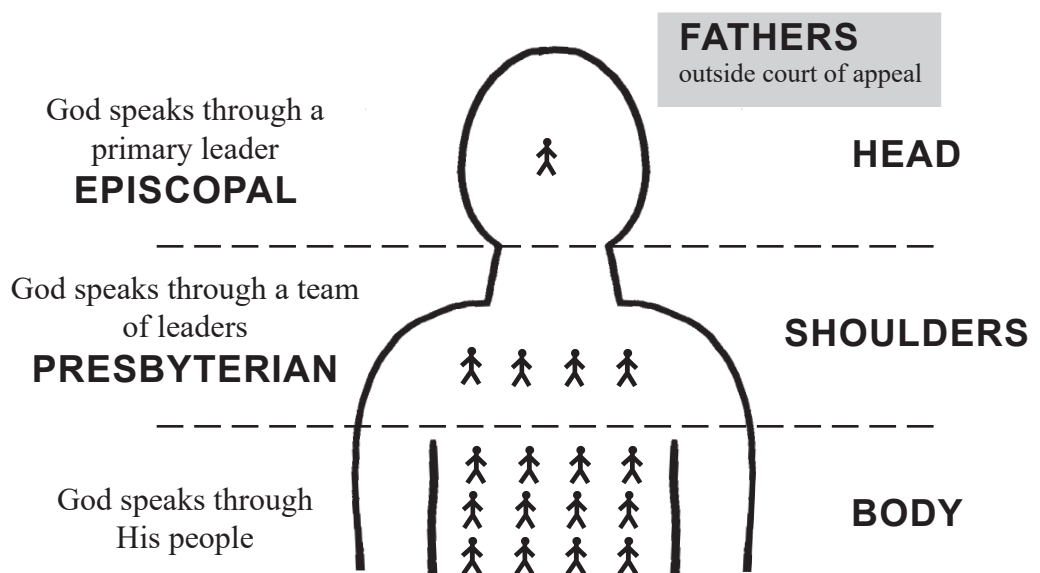 FATHERS
outside court of appeal
God speaks through a
primary leader
EPISCOPAL
HEAD
God speaks through a team
of leaders
PRESBYTERIAN
SHOULDERS
God speaks through
His people
BODY